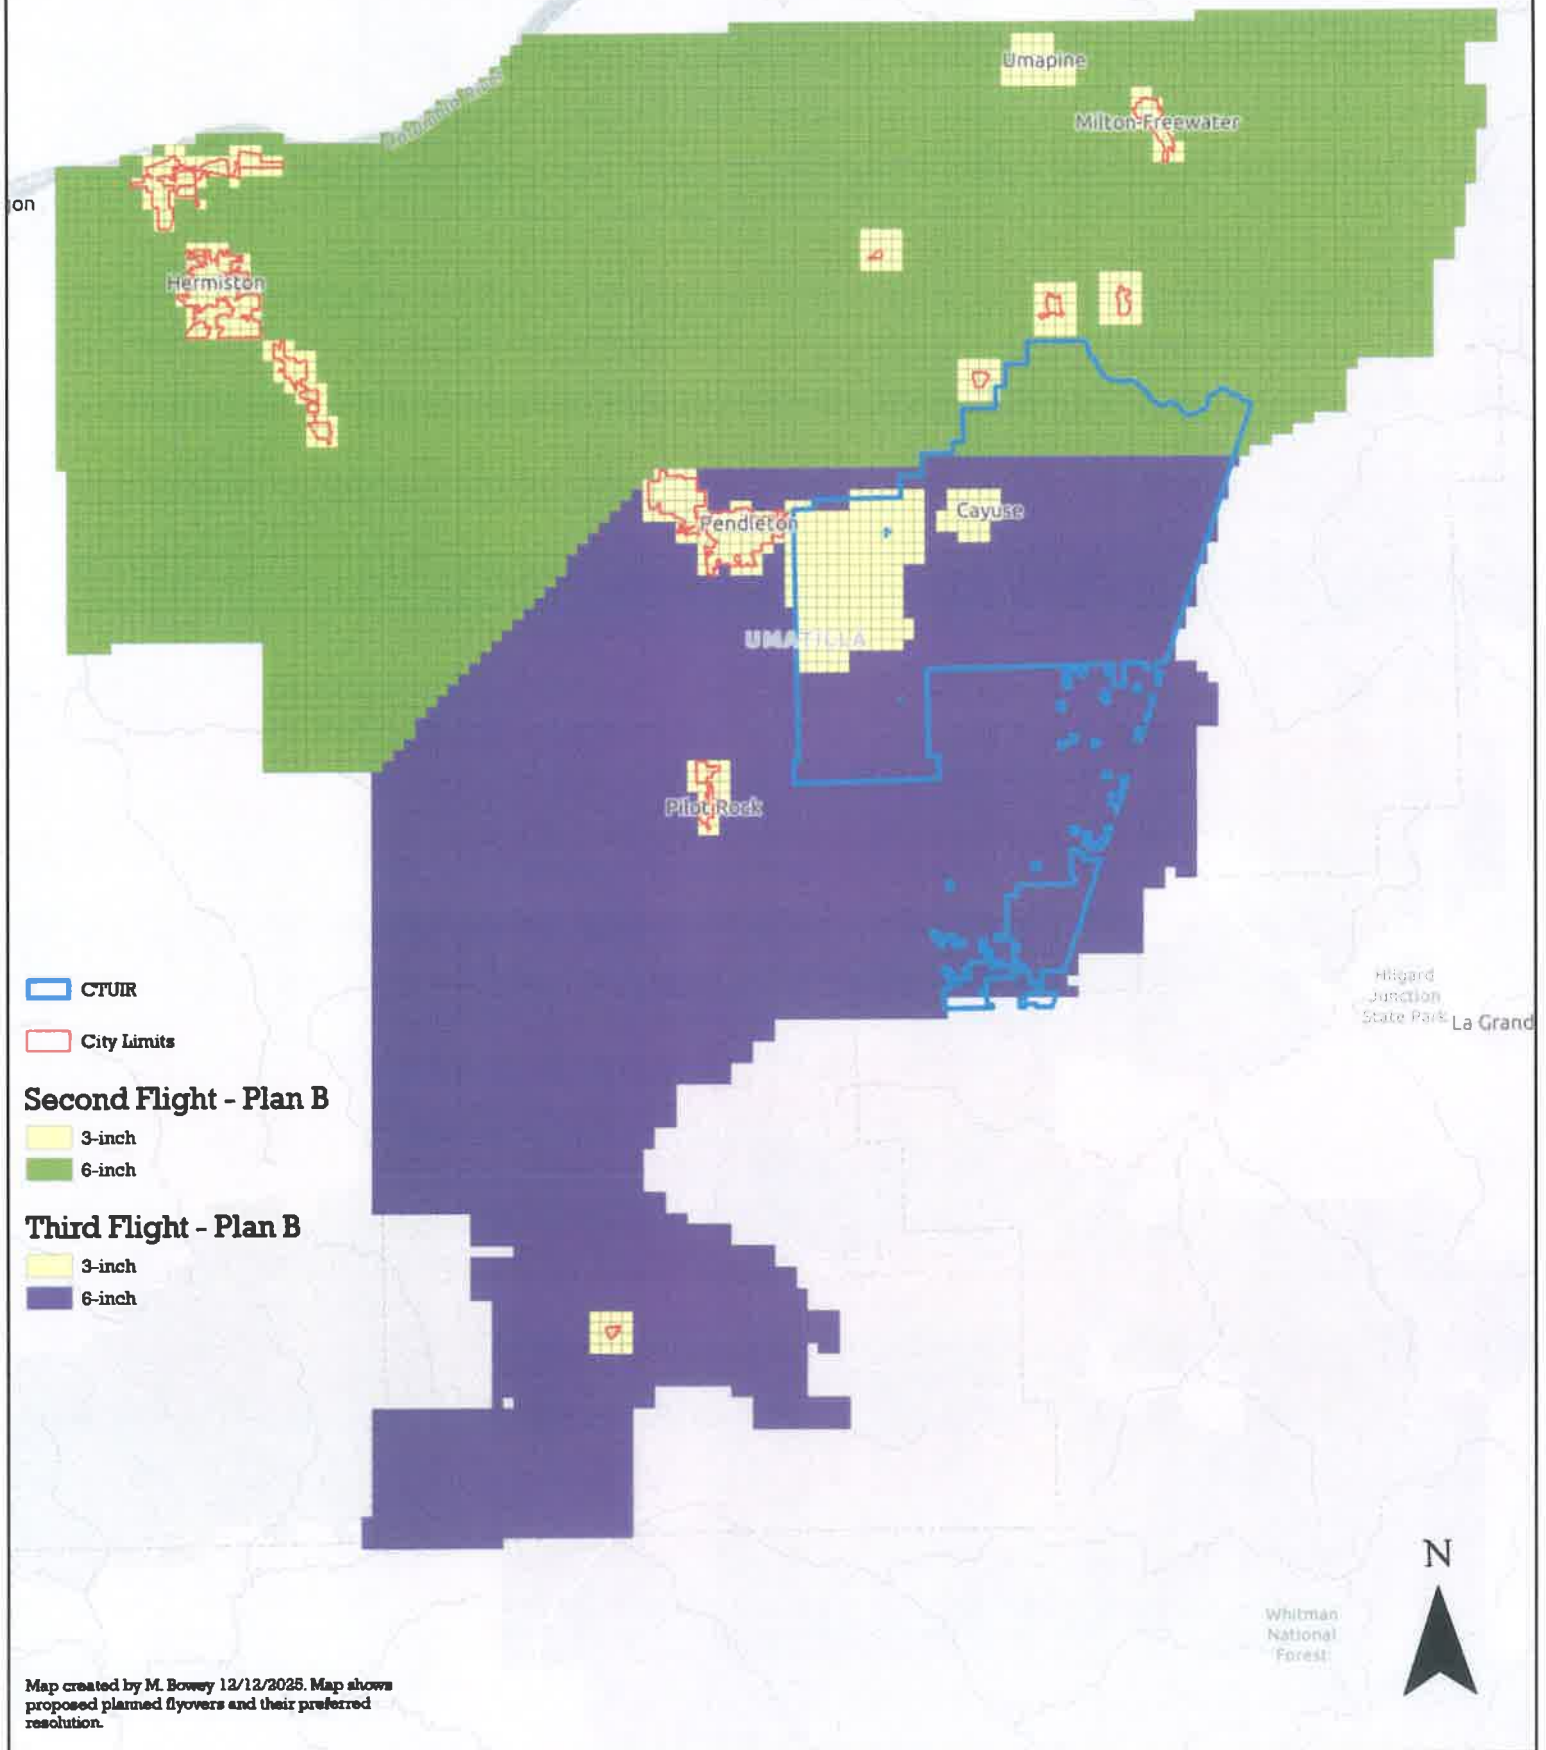 Umapine
Milton-Freewater
Columbia River
on
Hermiston
Pendleton
Cayuse
UMATILLA
Pilot Rock
CTUIR
City Limits
Hilgard
Junction
State Park
La Grand
Second Flight - Plan B
3-inch
6-inch
Third Flight - Plan B
3-inch
6-inch
N
Whitman
National
Forest
Map created by M. Bowey 12/12/2025. Map shows
proposed planned flyovers and their preferred
resolution.